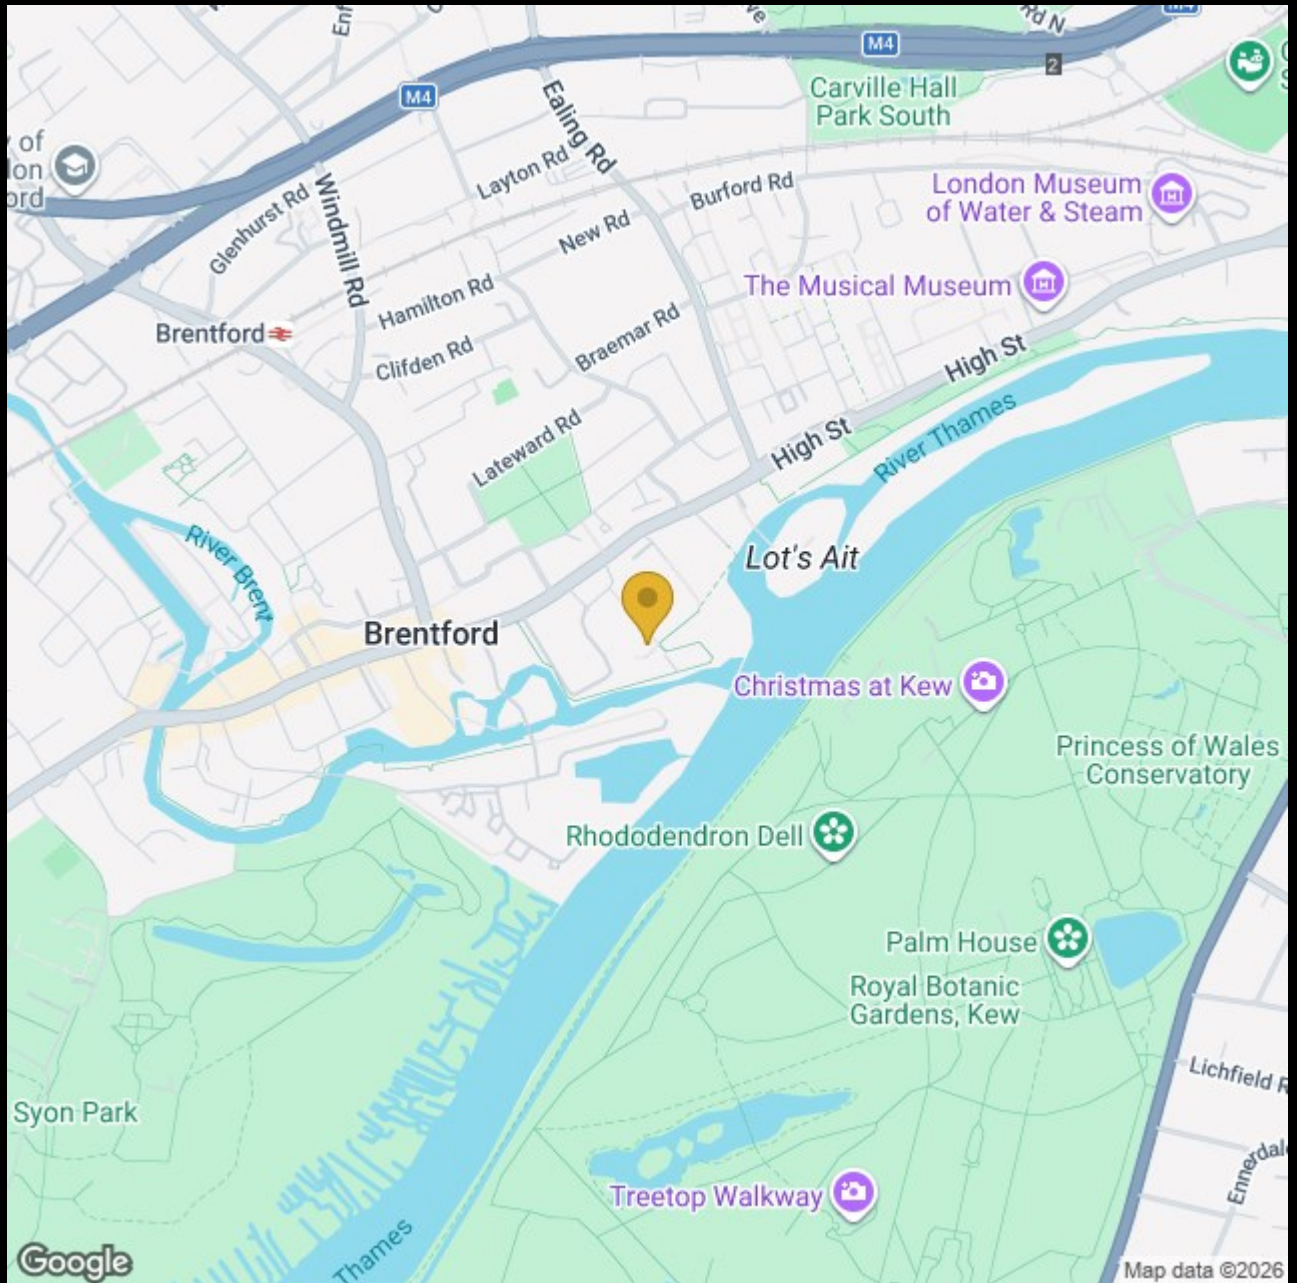 Rd N
M4
M4
2
Carville Hall
Park South
Ealing Rd
Layton Rd
Burford Rd
London Museum
of Water & Steam
Glenhurst Rd
Windmill Rd
New Rd
The Musical Museum
Hamilton Rd
Brentford
Clifden Rd
Braemar Rd
High St
Lateward Rd
High St
River Thames
River Brent
Lot's Ait
Brentford
Christmas at Kew
Princess of Wales
Conservatory
Rhododendron Dell
Palm House
Royal Botanic
Gardens, Kew
Lichfield R
Syon Park
Ennerdale
Treetop Walkway
Thames
Google
Map data ©2026